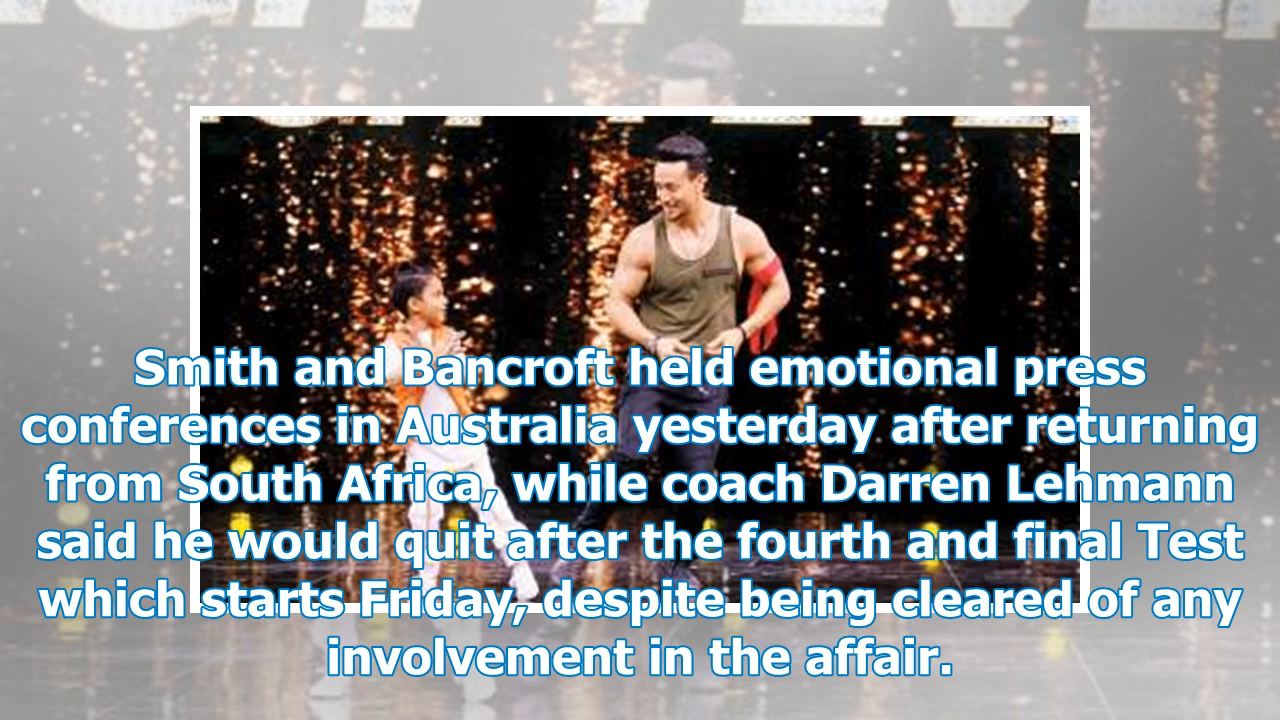 Smith and Bancroft held emotional press
conferences in Australia yesterday after returning
from South Africa, while coach Darren Lehmann
said he would quit after the fourth and final Test
which starts Friday, despite being cleared of any
involvement in the affair.